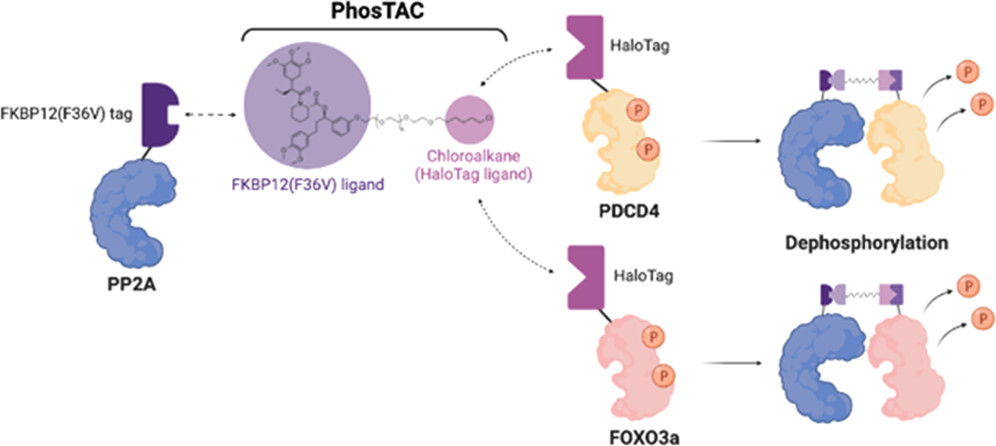 PhosTAC
FKBP12(F36V) tag
PP2A
FKBP12(F36V) ligand
Chloroalkane
(HaloTag ligand)
HaloTag
P
P
PDCD4
P
P
Dephosphorylation
HaloTag
P
P
FOXO3a
P
P